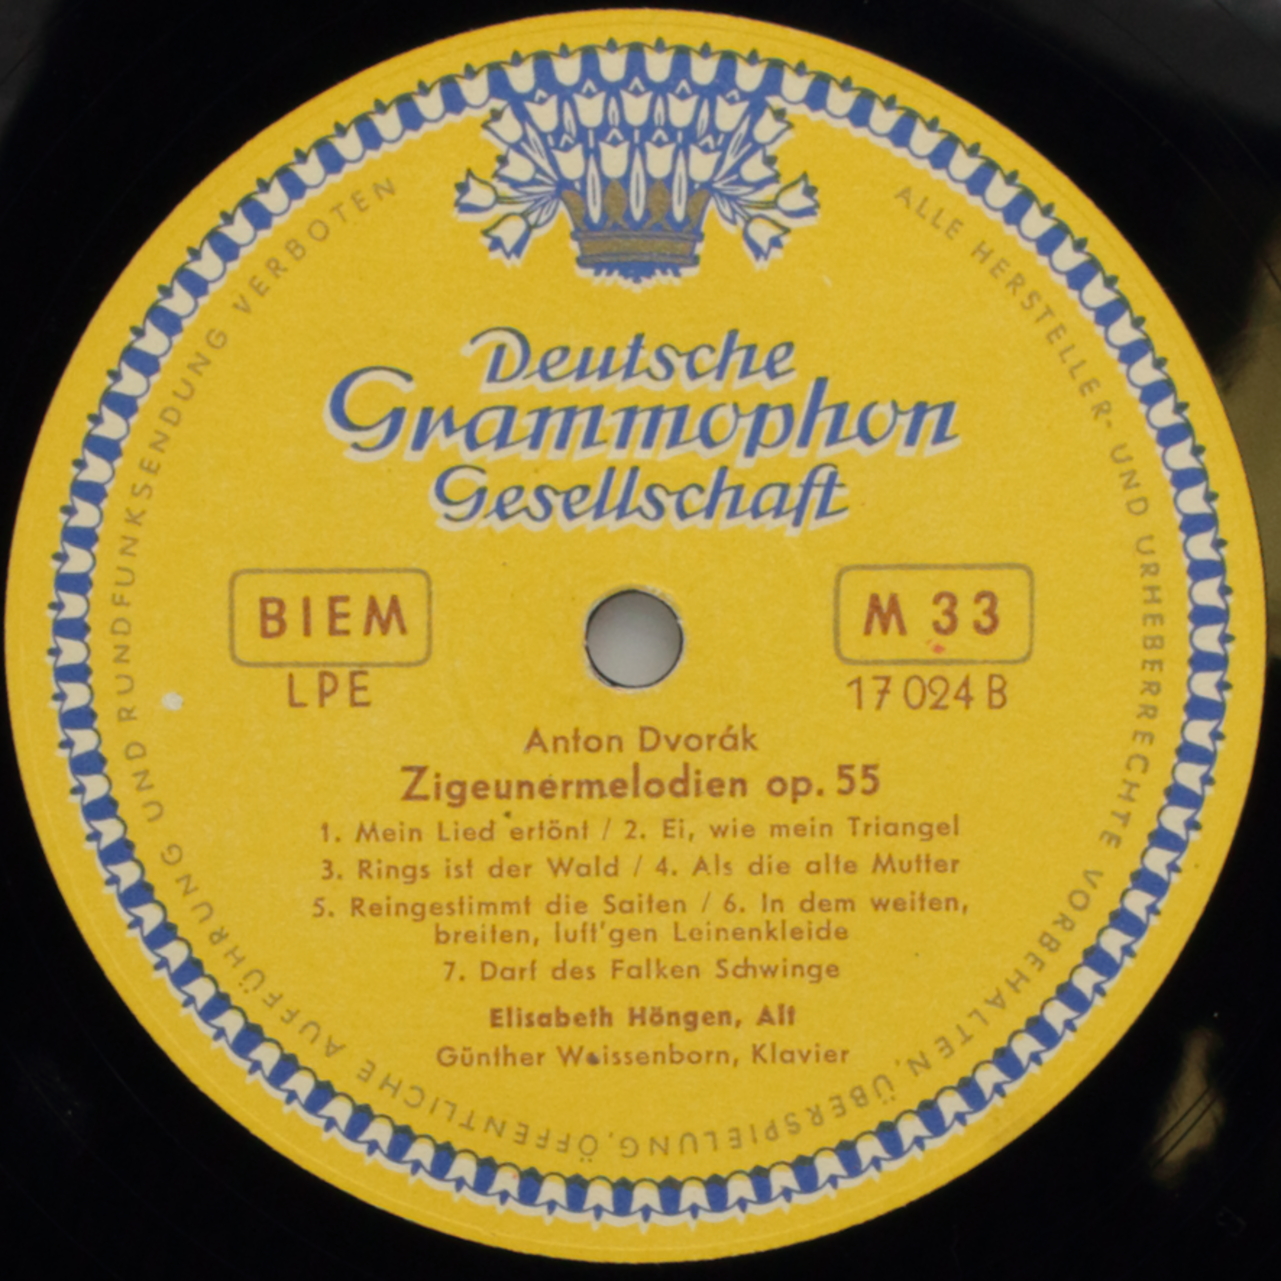 Deutsche
Grammophon
Gesellschaft
BIEM
M 33
LPE
17 024 B
Anton Dvorák
Zigeunermelodien op. 55
1. Mein Lied ertönt / 2. Ei, wie mein Triangel
3. Rings ist der Wald / 4. Als die alte Mutter
5. Reingestimmt die Saiten / 6. In dem weiten,
breiten, luft'gen Leinenkleide
7. Darf des Falken Schwinge
Elisabeth Höngen, Alt
Günther Weissenborn, Klavier
ALLE HERSTELLER- UND URHEBERRECHTE VORBEHALTEN, ÜBERSPIELUNG, ÖFFENTLICHE AUFFÜHRUNG UND RUNDFUNKSENDUNG VERBOTEN